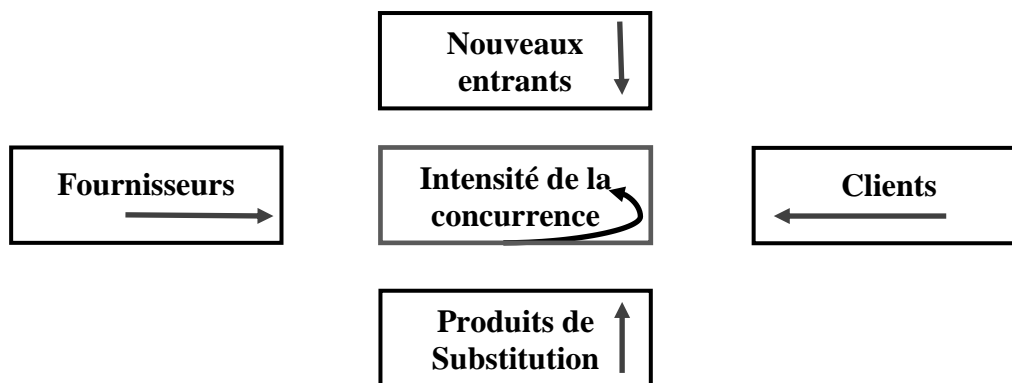 Nouveaux
entrants
Fournisseurs
Intensité de la
concurrence
Clients
Produits de
Substitution